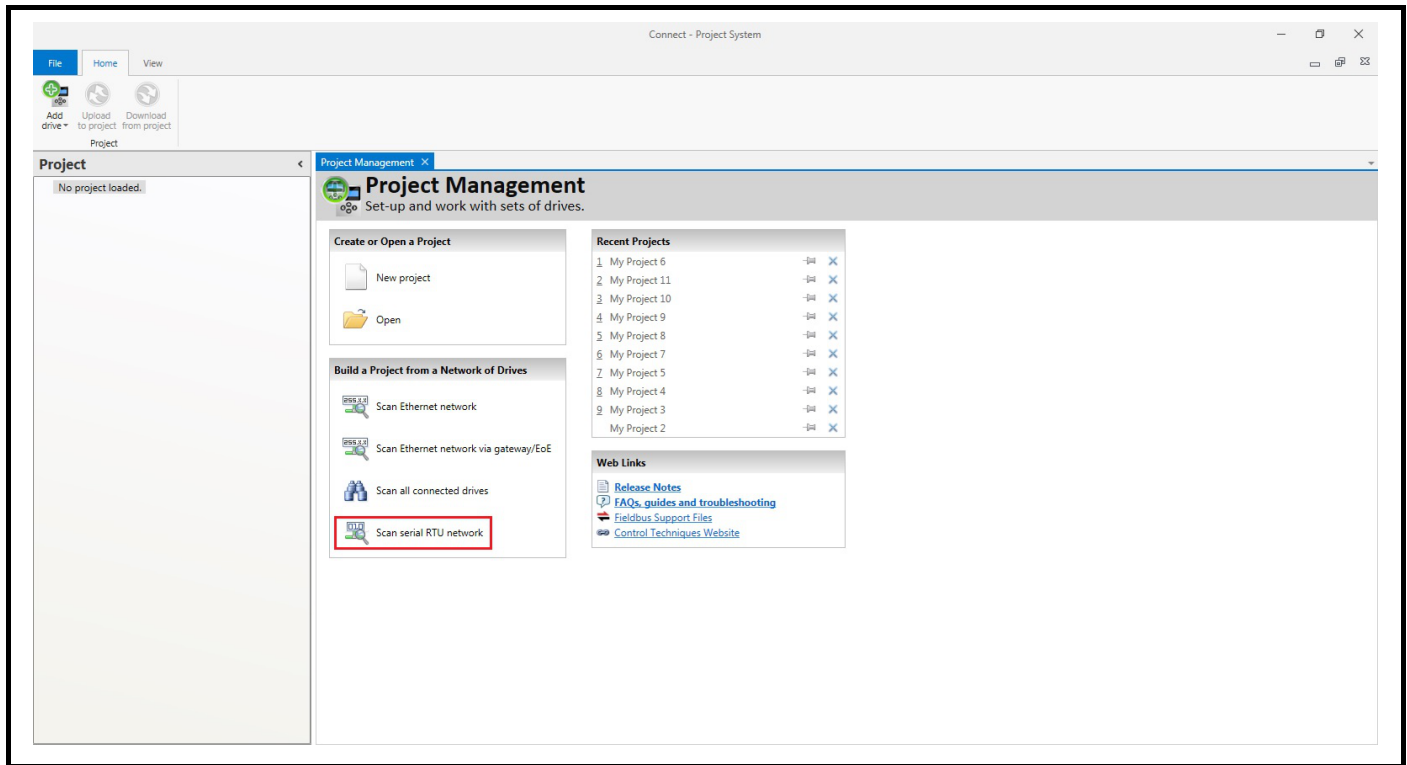 Connect - Project System
File Home View
Add drive
Upload to project
Download from project
Project
Project
No project loaded.
Project Management
Project Management
Set-up and work with sets of drives.
Create or Open a Project
New project
Open
Build a Project from a Network of Drives
Scan Ethernet network
Scan Ethernet network via gateway/EoE
Scan all connected drives
Scan serial RTU network
Recent Projects
1 My Project 6
2 My Project 11
3 My Project 10
4 My Project 9
5 My Project 8
6 My Project 7
7 My Project 5
8 My Project 4
9 My Project 3
My Project 2
Web Links
Release Notes
FAQs, guides and troubleshooting
Fieldbus Support Files
Control Techniques Website